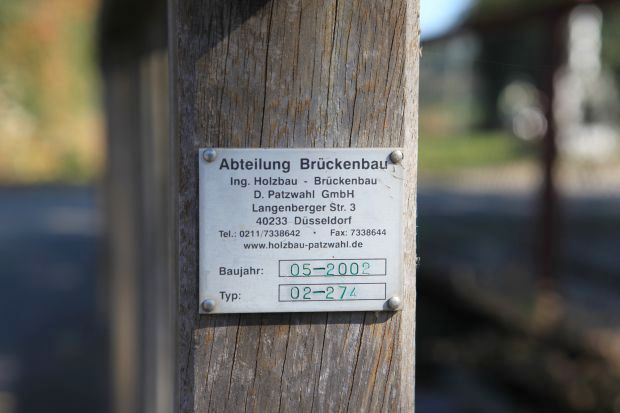 Abteilung Brückenbau
Ing. Holzbau - Brückenbau
D. Patzwahl GmbH
Langenberger Str. 3
40233 Düsseldorf
Tel.: 0211/7338642 • Fax: 7338644
www.holzbau-patzwahl.de
Baujahr: 05-2002
Typ: 02-274